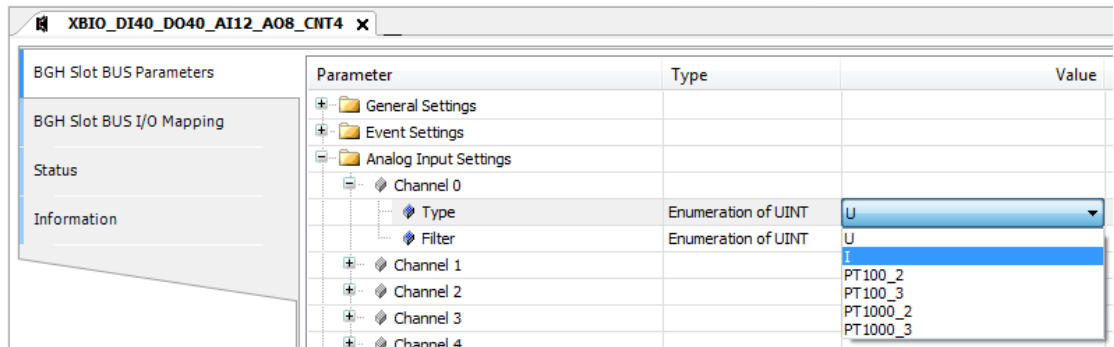 XBIO_DI40_DO40_AI12_AO8_CNT4 X
BGH Slot BUS Parameters
BGH Slot BUS I/O Mapping
Status
Information
Parameter Type Value
General Settings
Event Settings
Analog Input Settings
Channel 0
Type Enumeration of UINT U
Filter Enumeration of UINT
U
I
PT100_2
PT100_3
PT1000_2
PT1000_3
Channel 1
Channel 2
Channel 3
Channel 4